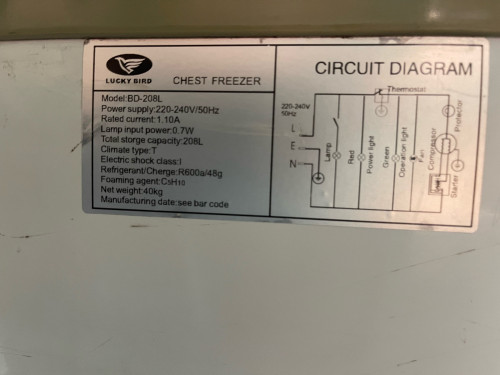 LUCKY BIRD
CHEST FREEZER
Model:BD-208L
Power supply:220-240V/50Hz
Rated current:1.10A
Lamp input power:0.7W
Total storge capacity:208L
Climate type:T
Electric shock class:I
Refrigerant/Cherge:R600a/48g
Foaming agent:C5H10
Net weight:40kg
Manufacturing date:see bar code
CIRCUIT DIAGRAM
Thermostat
220-240V
10Hz
L
E
N
Lamp
Red
Power light
Green
Operation light
Fan
Compressor
Starter
Protector